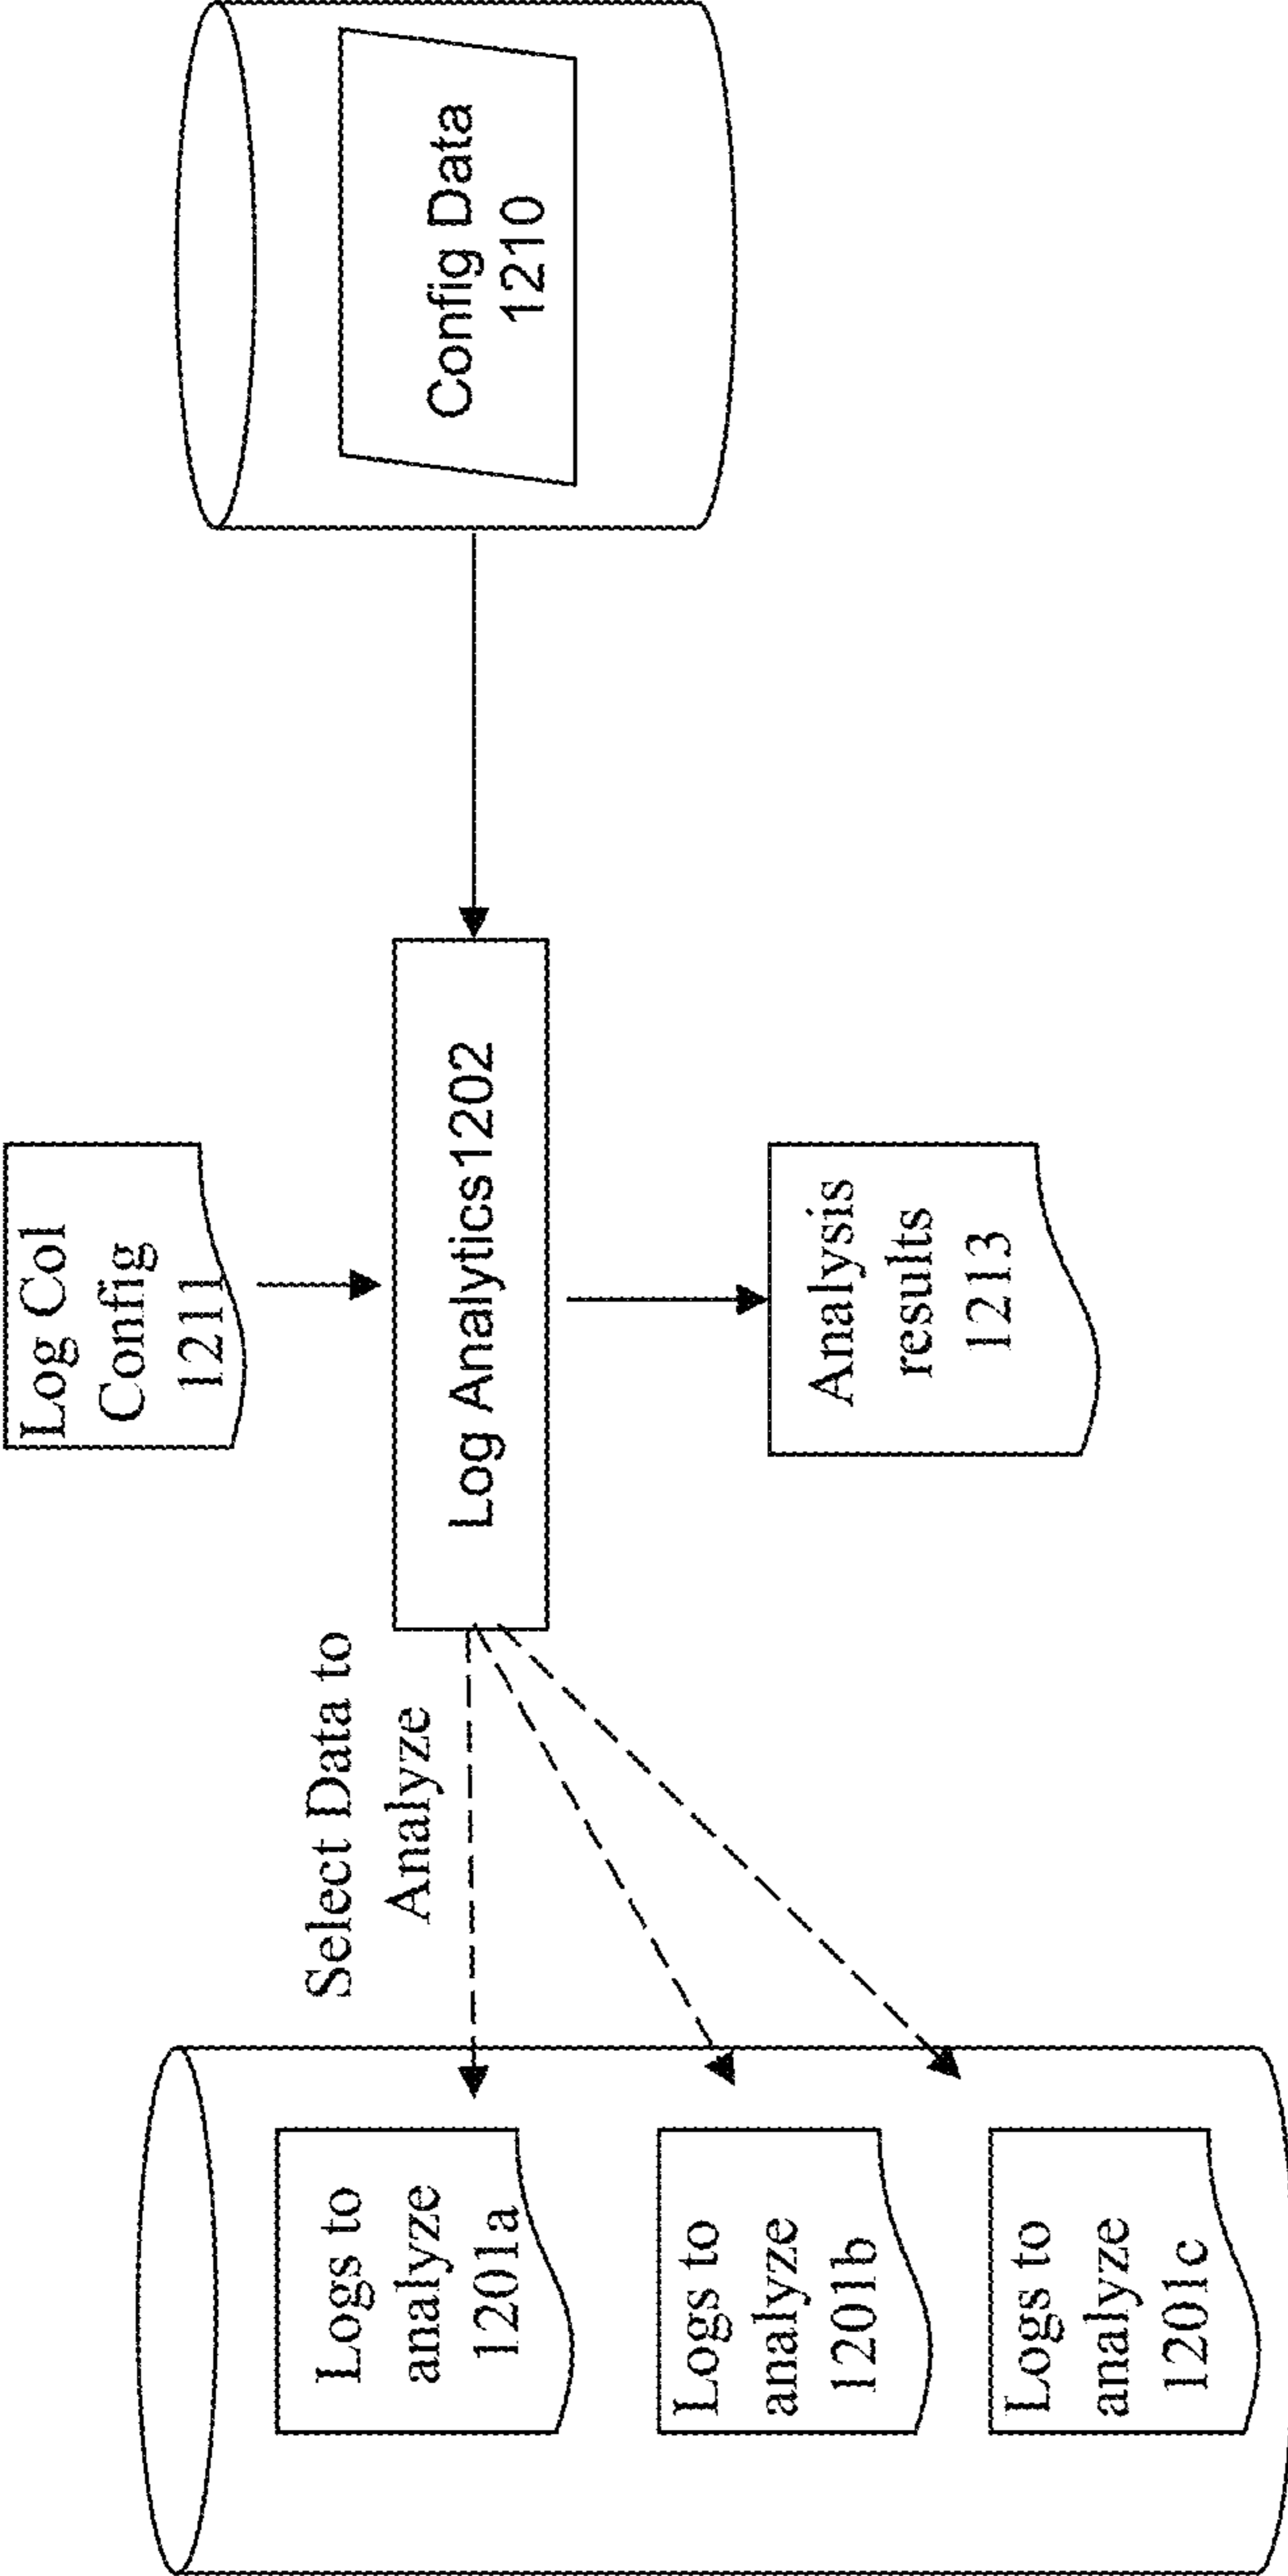 Log Col
Config
1211
Select Data to
Analyze
Logs to
analyze
1201a
Logs to
analyze
1201b
Logs to
analyze
1201c
Log Analytics1202
Config Data
1210
Analysis
results
1213